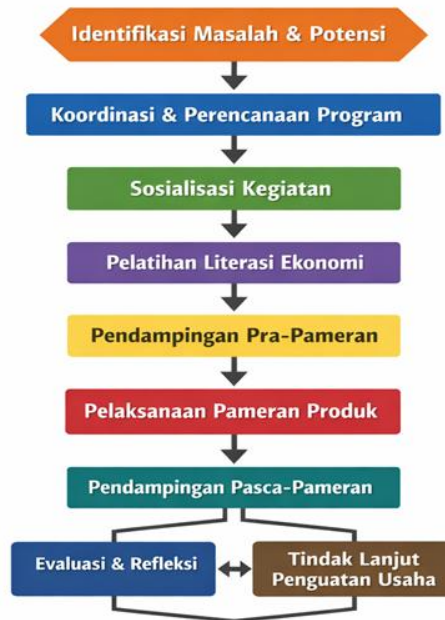 Identifikasi Masalah & Potensi
Koordinasi & Perencanaan Program
Sosialisasi Kegiatan
Pelatihan Literasi Ekonomi
Pendampingan Pra-Pameran
Pelaksanaan Pameran Produk
Pendampingan Pasca-Pameran
Evaluasi & Refleksi
Tindak Lanjut
Penguatan Usaha